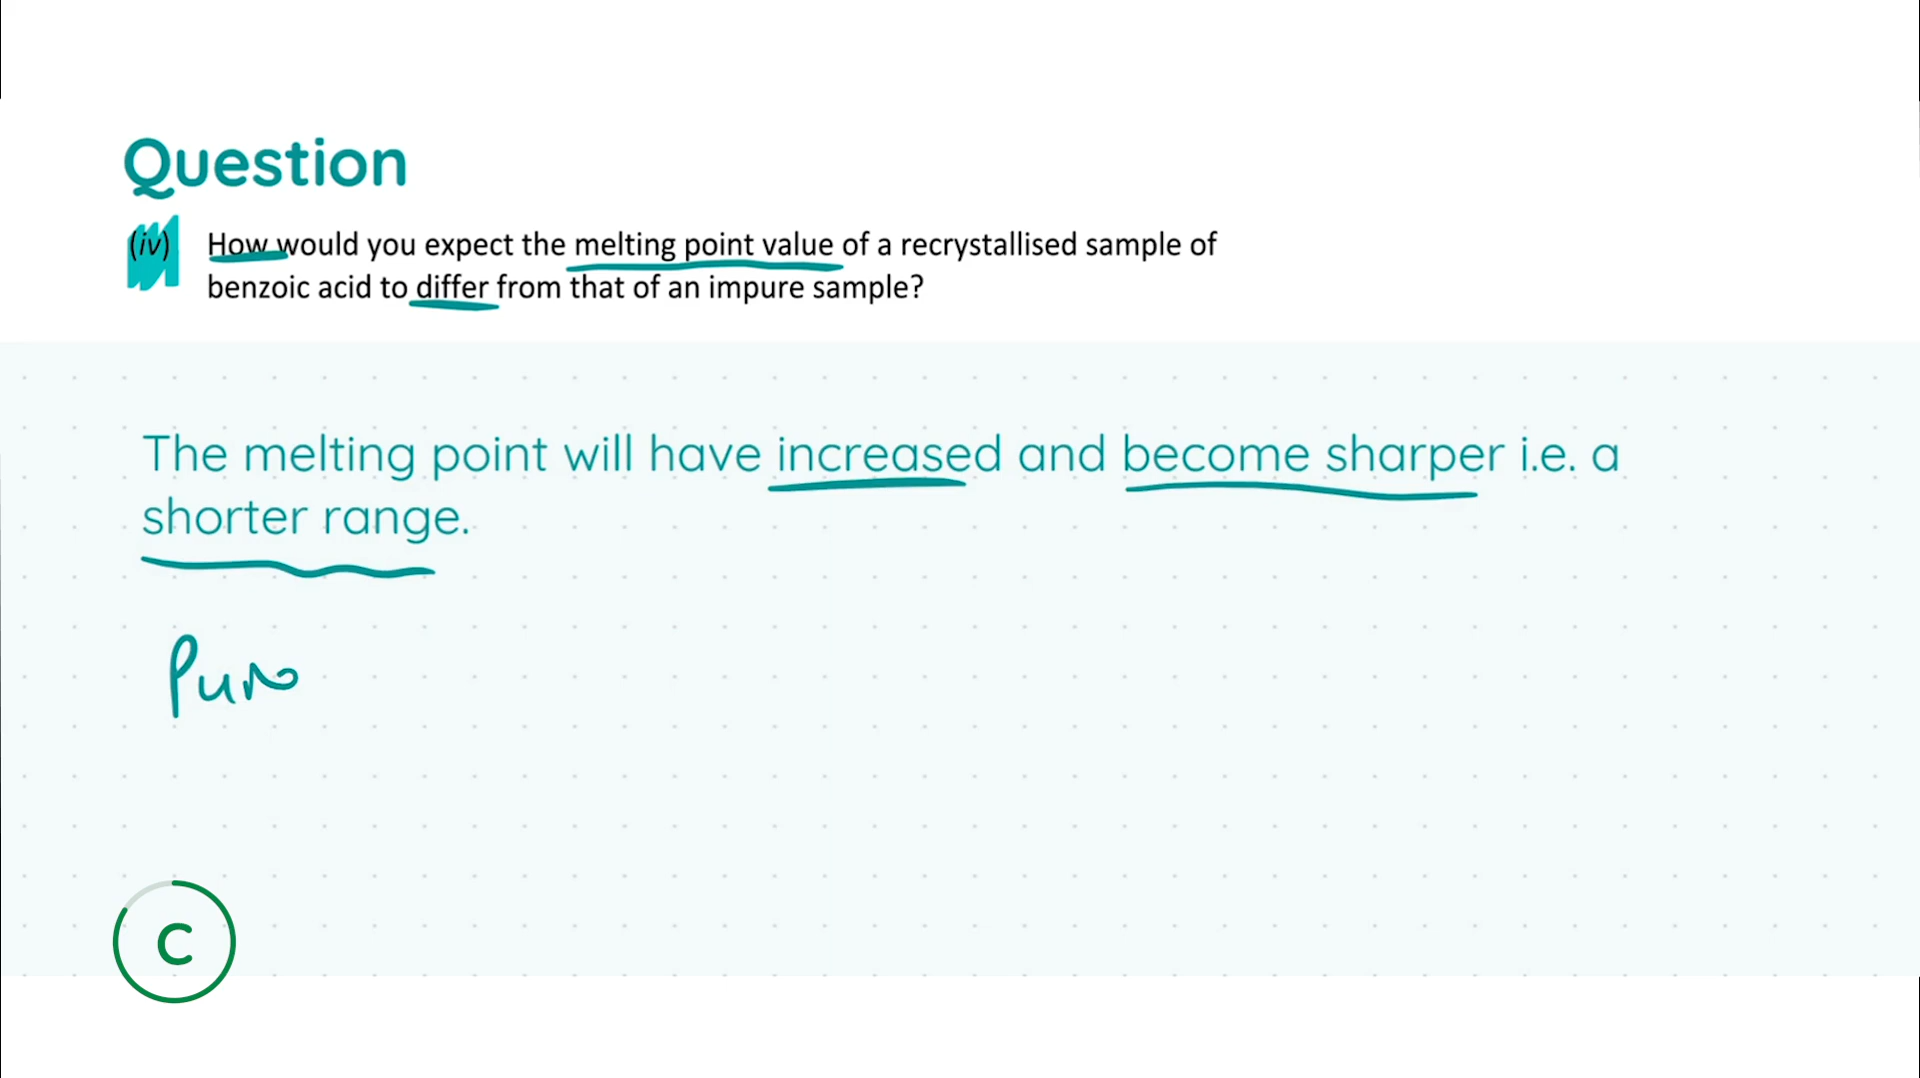 Question
(iv) How would you expect the melting point value of a recrystallised sample of
benzoic acid to differ from that of an impure sample?
The melting point will have increased and become sharper i.e. a
shorter range.
Pure
C